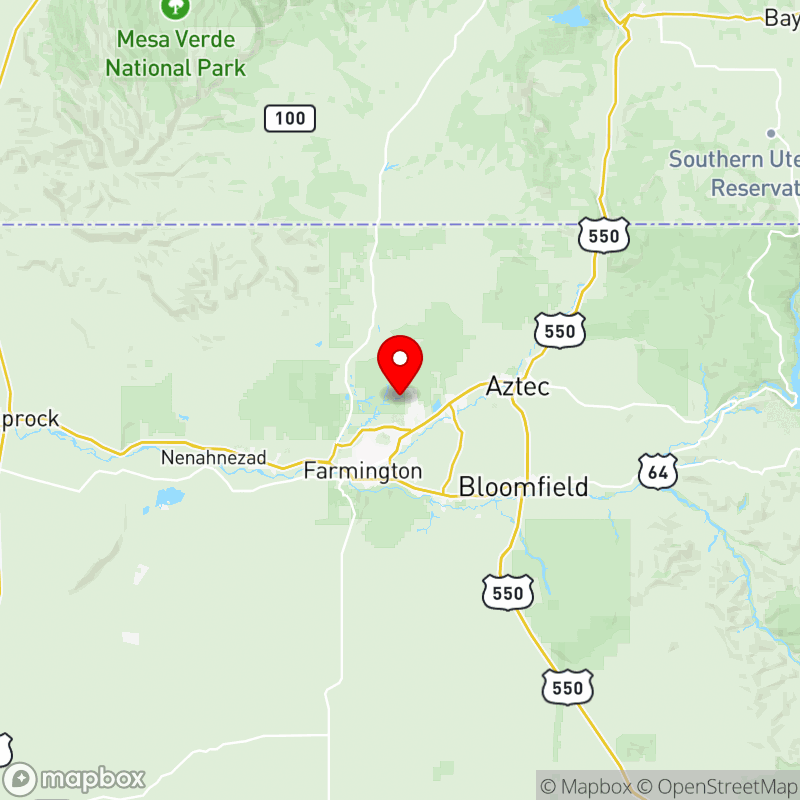 Bay
Mesa Verde
National Park
100
Southern Ute
Reservat
550
550
Aztec
prock
Nenahnezad
Farmington
64
Bloomfield
550
550
mapbox
© Mapbox © OpenStreetMap